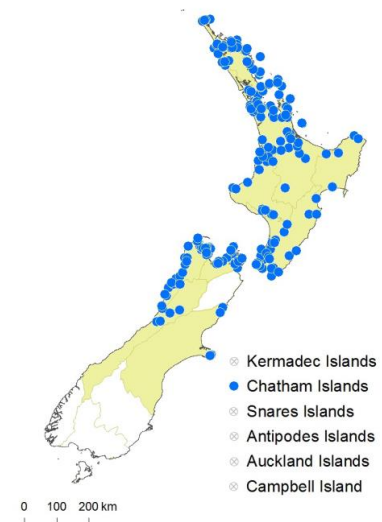 Kermadec Islands
Chatham Islands
Snares Islands
Antipodes Islands
Auckland Islands
Campbell Island
0 100 200 km